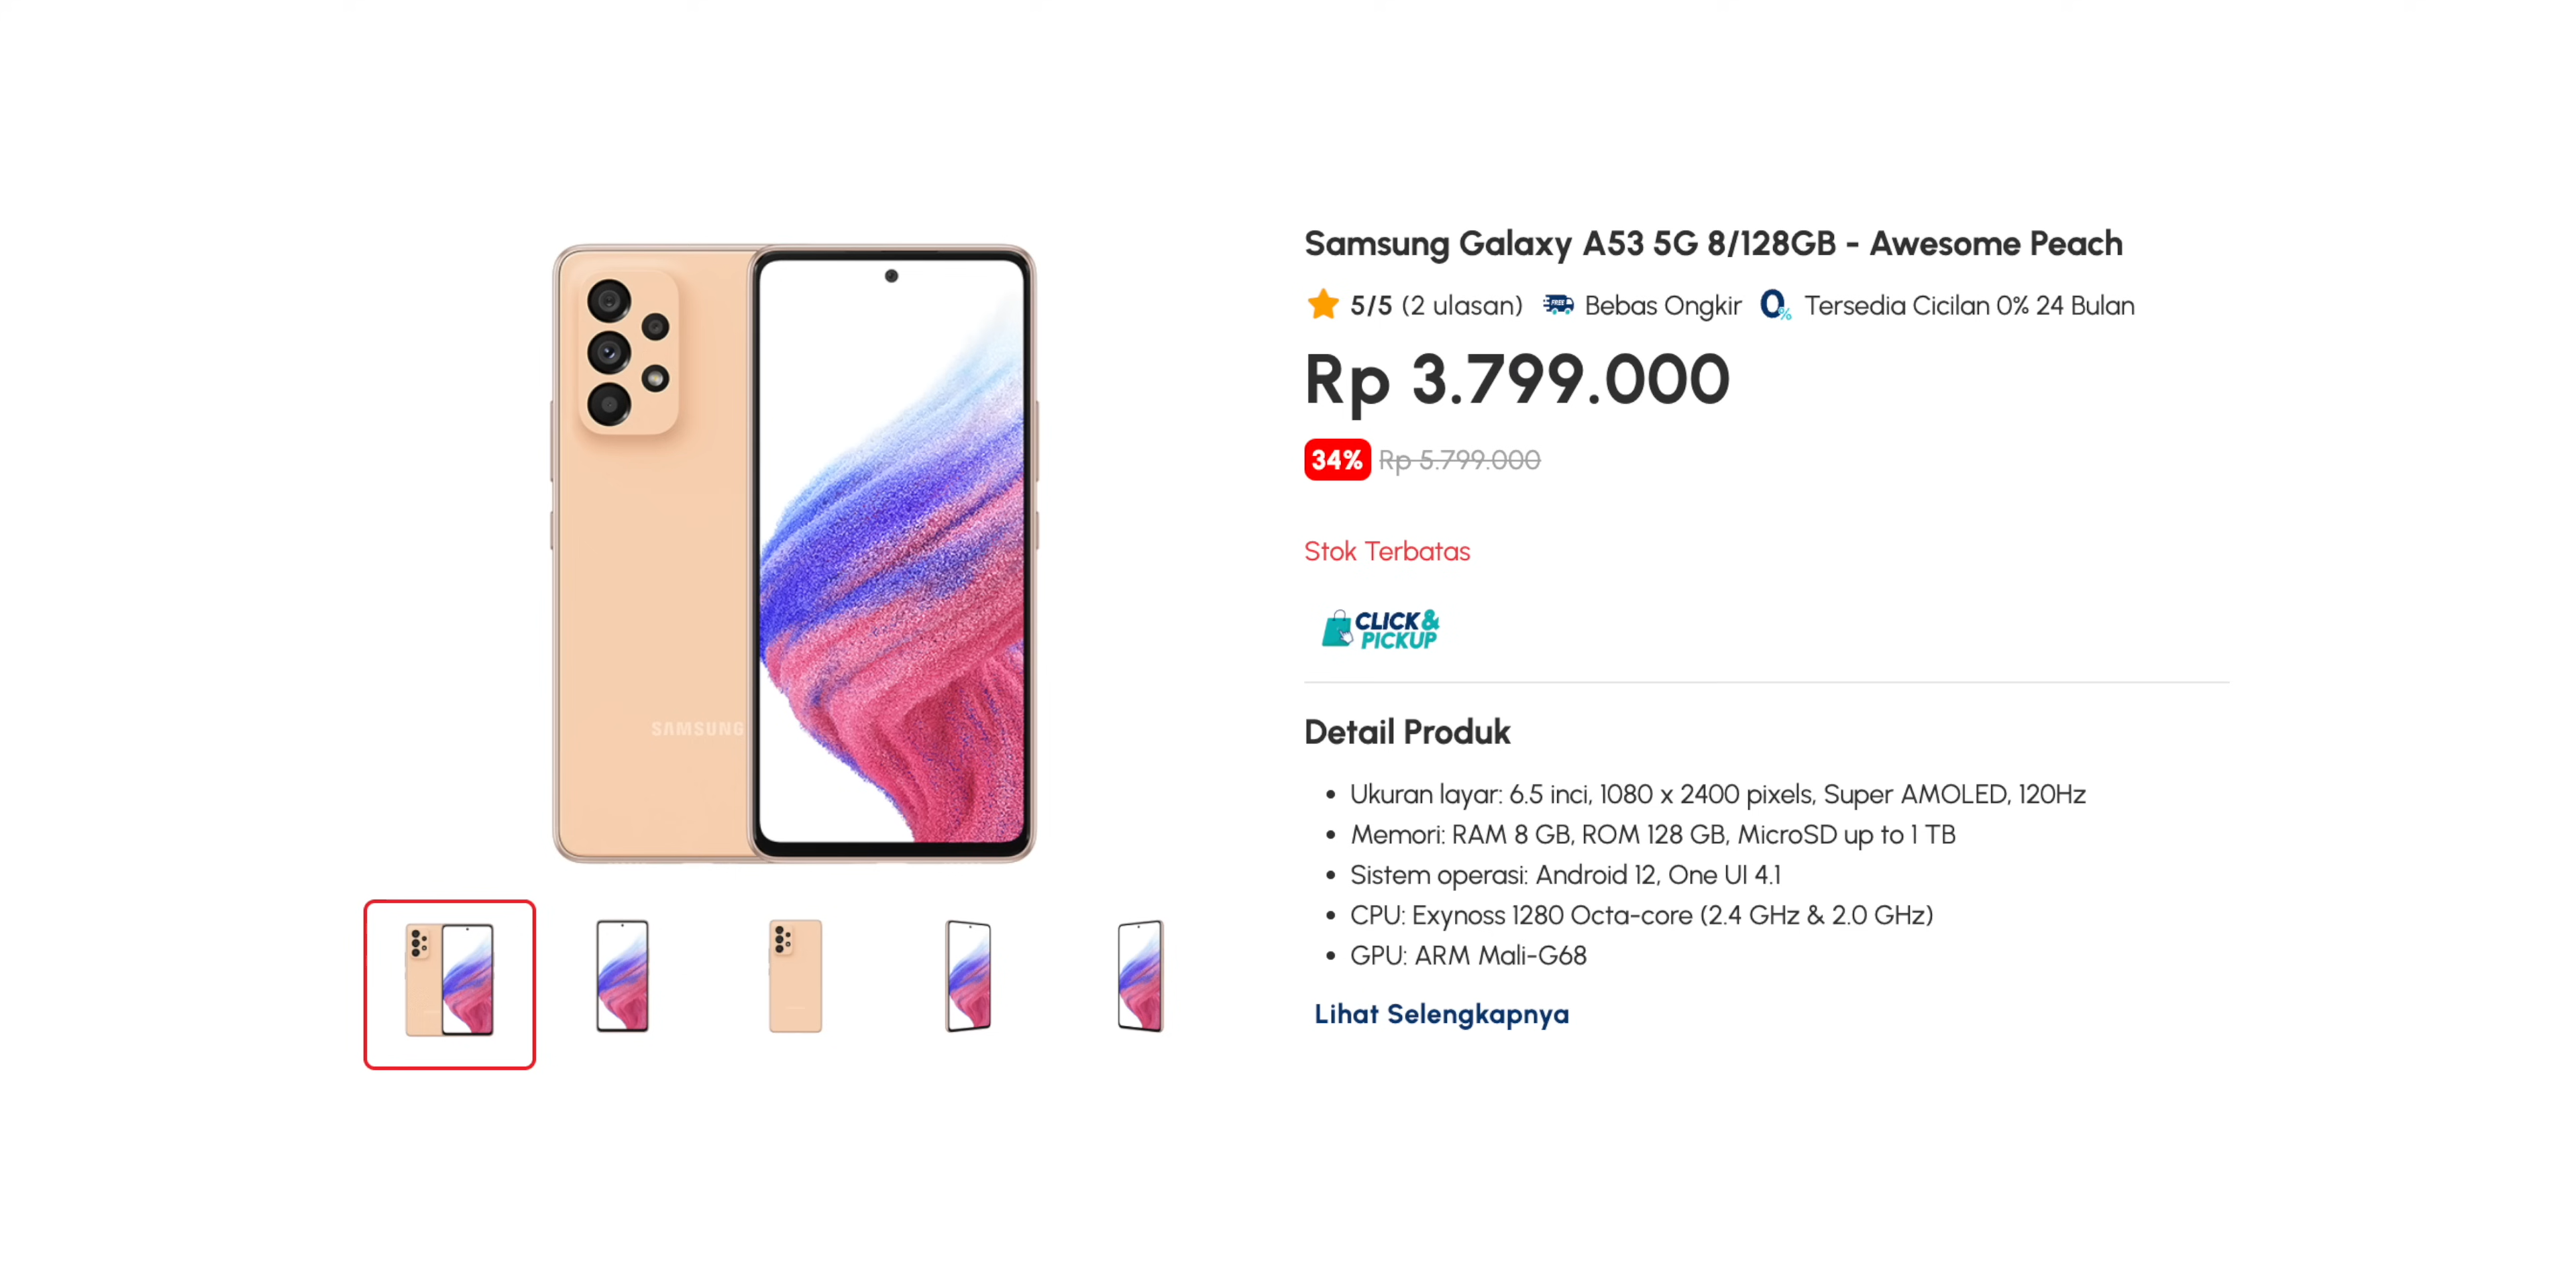 Samsung Galaxy A53 5G 8/128GB - Awesome Peach
5/5 (2 ulasan) FREE Bebas Ongkir 0% Tersedia Cicilan 0% 24 Bulan
Rp 3.799.000
34% Rp 5.799.000
Stok Terbatas
CLICK&
PICKUP
SAMSUNG
Detail Produk
• Ukuran layar: 6.5 inci, 1080 x 2400 pixels, Super AMOLED, 120Hz
• Memori: RAM 8 GB, ROM 128 GB, MicroSD up to 1 TB
• Sistem operasi: Android 12, One UI 4.1
• CPU: Exynoss 1280 Octa-core (2.4 GHz & 2.0 GHz)
• GPU: ARM Mali-G68
Lihat Selengkapnya